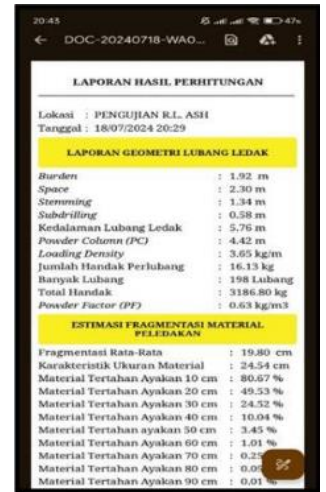 20:43
47%
DOC-20240718-WA0...
LAPORAN HASIL PERHITUNGAN
Lokasi : PENGUJIAN R.L. ASH
Tanggal : 18/07/2024 20:29
LAPORAN GEOMETRI LUBANG LEDAK
Burden : 1.92 m
Space : 2.30 m
Stemming : 1.34 m
Subdrilling : 0.58 m
Kedalaman Lubang Ledak : 5.76 m
Powder Column (PC) : 4.42 m
Loading Density : 3.65 kg/m
Jumlah Handak Perlubang : 16.13 kg
Banyak Lubang : 198 Lubang
Total Handak : 3186.80 kg
Powder Factor (PF) : 0.63 kg/m3
ESTIMASI FRAGMENTASI MATERIAL
PELEDAKAN
Fragmentasi Rata-Rata : 19.80 cm
Karakteristik Ukuran Material : 24.54 cm
Material Tertahan Ayakan 10 cm : 80.67 %
Material Tertahan Ayakan 20 cm : 49.53 %
Material Tertahan Ayakan 30 cm : 24.52 %
Material Tertahan Ayakan 40 cm : 10.04 %
Material Tertahan ayakan 50 cm : 3.45 %
Material Tertahan Ayakan 60 cm : 1.01 %
Material Tertahan Ayakan 70 cm : 0.25
Material Tertahan Ayakan 80 cm : 0.05
Material Tertahan Ayakan 90 cm : 0.01 %